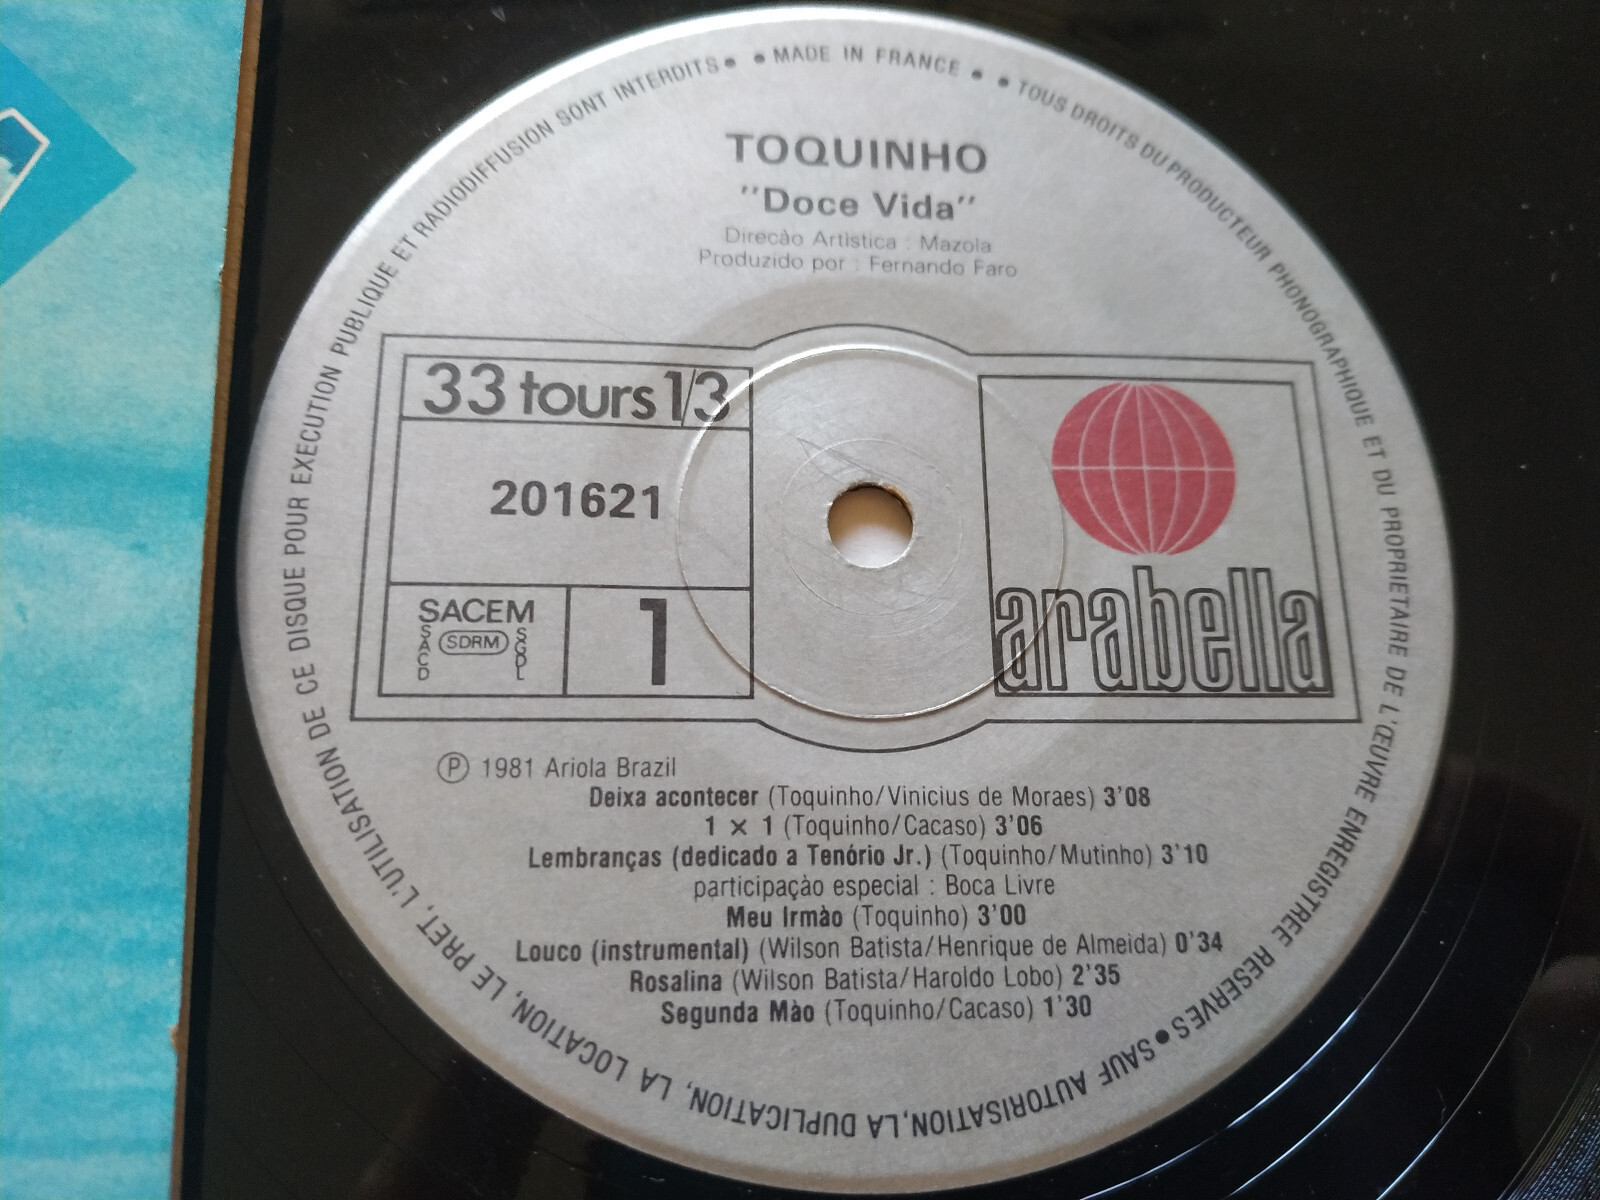 • MADE IN FRANCE •
• TOUS DROITS DU PRODUCTEUR PHONOGRAPHIQUE ET DU PROPRIETAIRE DE L'ŒUVRE ENREGISTREE RESERVES • SAUF AUTORISATION, LA DUPLICATION, LA LOCATION, LE PRET, L'UTILISATION DE CE DISQUE POUR EXECUTION PUBLIQUE ET RADIODIFFUSION SONT INTERDITS •
TOQUINHO
"Doce Vida"
Direcào Artistica : Mazola
Produzido por : Fernando Faro
33 tours 1/3
201621
SACEM
SACD
SDRM
SGDL
1
arabella
℗ 1981 Ariola Brazil
Deixa acontecer (Toquinho/Vinicius de Moraes) 3'08
1 × 1 (Toquinho/Cacaso) 3'06
Lembranças (dedicado a Tenório Jr.) (Toquinho/Mutinho) 3'10
participaçào especial : Boca Livre
Meu Irmào (Toquinho) 3'00
Louco (instrumental) (Wilson Batista/Henrique de Almeida) 0'34
Rosalina (Wilson Batista/Haroldo Lobo) 2'35
Segunda Mào (Toquinho/Cacaso) 1'30